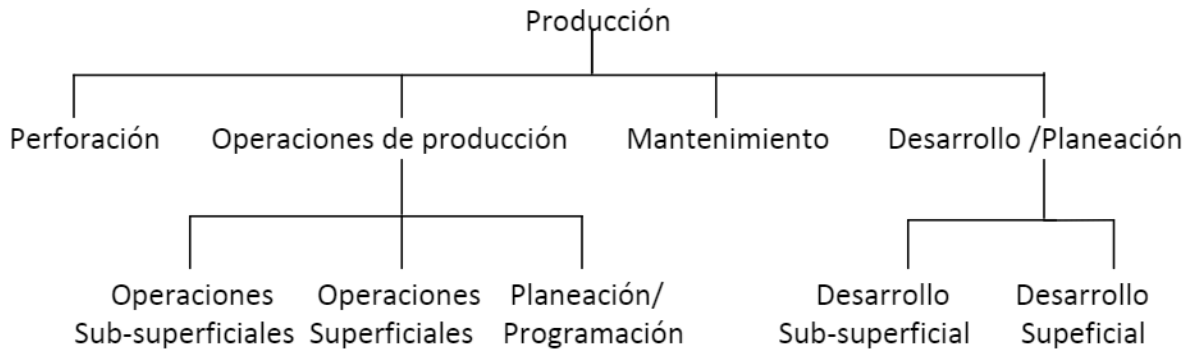 Producción
Perforación
Operaciones de producción
Mantenimiento
Desarrollo /Planeación
Operaciones
Sub-superficiales
Operaciones
Superficiales
Planeación/
Programación
Desarrollo
Sub-superficial
Desarrollo
Supeficial